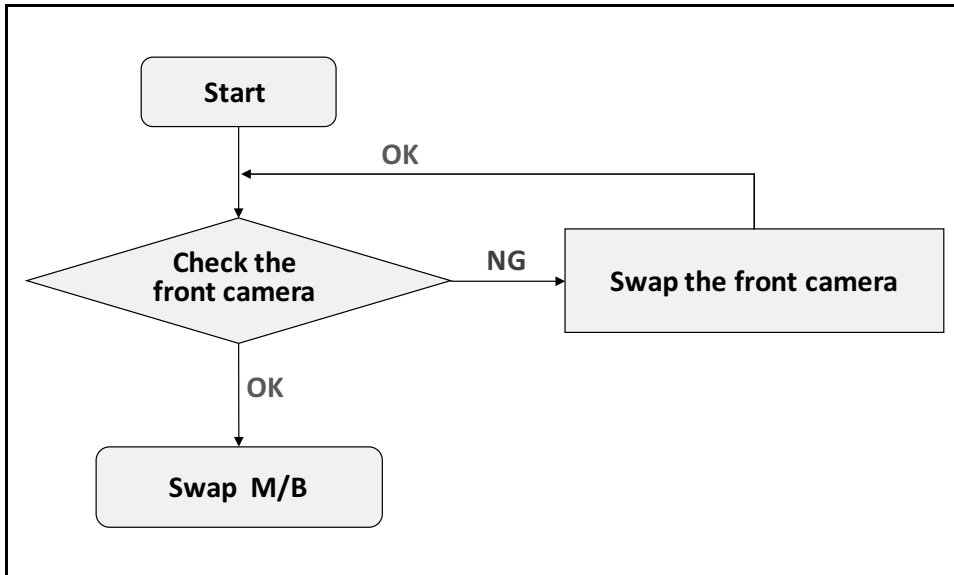 Start
OK
Check the
front camera
NG
Swap the front camera
OK
Swap M/B